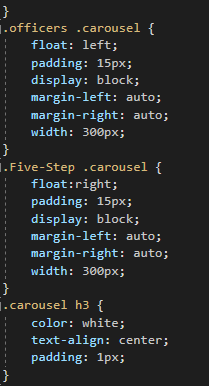 }
.officers .carousel {
float: left;
padding: 15px;
display: block;
margin-left: auto;
margin-right: auto;
width: 300px;
}
.Five-Step .carousel {
float:right;
padding: 15px;
display: block;
margin-left: auto;
margin-right: auto;
width: 300px;
}
.carousel h3 {
color: white;
text-align: center;
padding: 1px;
}